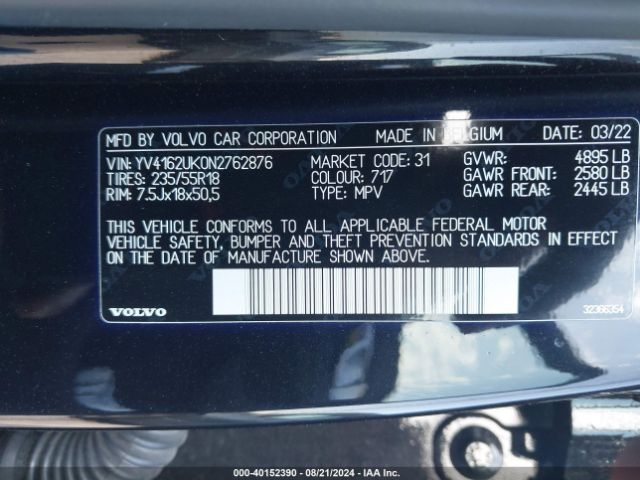 MFD BY VOLVO CAR CORPORATION MADE IN BELGIUM DATE: 03/22
VIN: YV4162UK0N2762876 MARKET CODE: 31 GVWR: 4895 LB
TIRES: 235/55R18 COLOUR: 717 GAWR FRONT: 2580 LB
RIM: 7.5Jx18x50,5 TYPE: MPV GAWR REAR: 2445 LB
THIS VEHICLE CONFORMS TO ALL APPLICABLE FEDERAL MOTOR
VEHICLE SAFETY, BUMPER AND THEFT PREVENTION STANDARDS IN EFFECT
ON THE DATE OF MANUFACTURE SHOWN ABOVE.
VOLVO
000-40152390 - 08/21/2024 - IAA Inc.